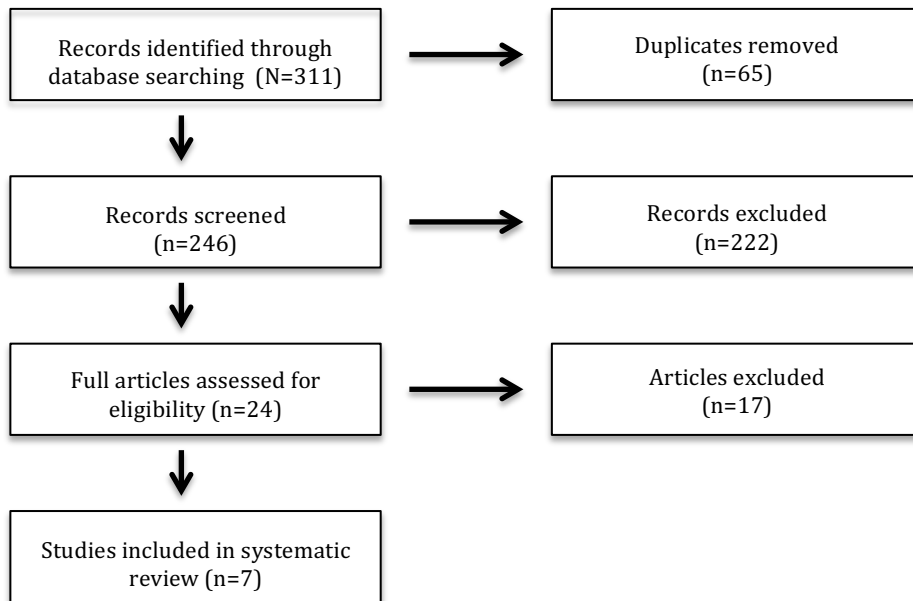 Records identified through
database searching  (N=311)
Duplicates removed
(n=65)
Records screened
(n=246)
Records excluded
(n=222)
Full articles assessed for
eligibility (n=24)
Articles excluded
(n=17)
Studies included in systematic
review (n=7)